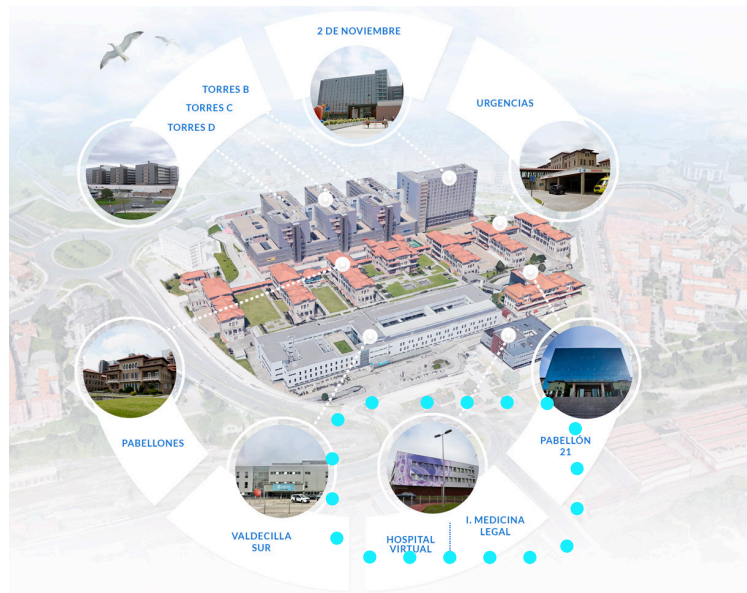 2 DE NOVIEMBRE
TORRES B
TORRES C
TORRES D
URGENCIAS
PABELLONES
PABELLÓN
21
VALDECILLA
SUR
HOSPITAL
VIRTUAL
I. MEDICINA
LEGAL